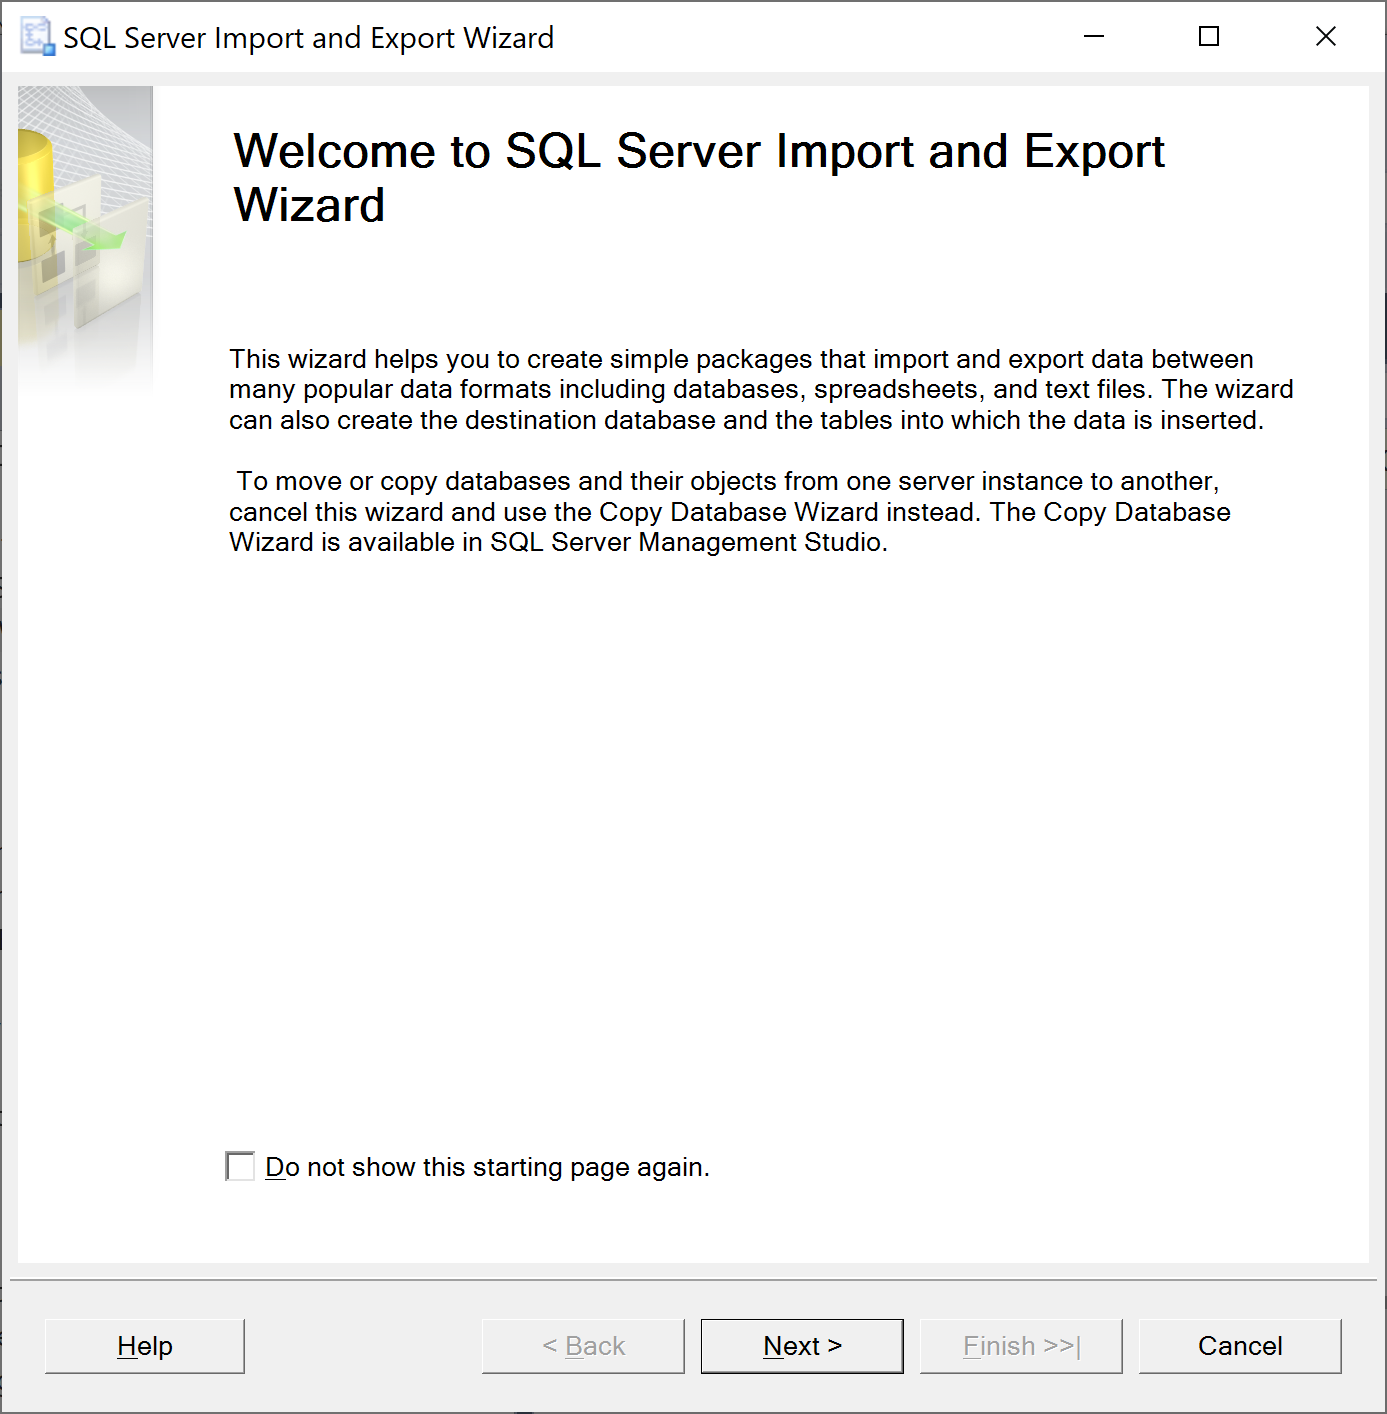 SQL Server Import and Export Wizard
Welcome to SQL Server Import and Export
Wizard
This wizard helps you to create simple packages that import and export data between
many popular data formats including databases, spreadsheets, and text files. The wizard
can also create the destination database and the tables into which the data is inserted.
To move or copy databases and their objects from one server instance to another,
cancel this wizard and use the Copy Database Wizard instead. The Copy Database
Wizard is available in SQL Server Management Studio.
Do not show this starting page again.
Help
< Back
Next >
Finish >>|
Cancel